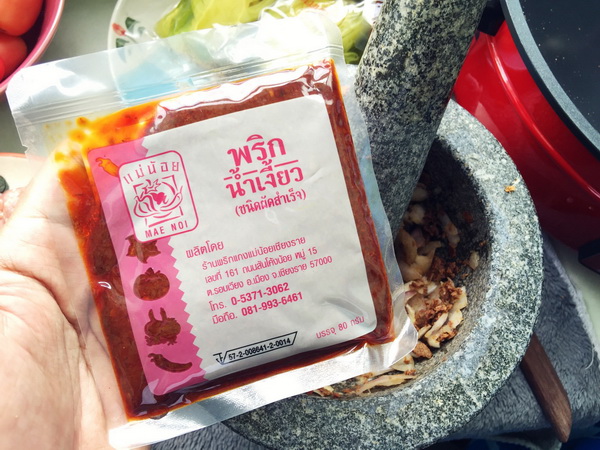 แม่น้อย
MAE NOI
พริก
น้ำเงี้ยว
(ชนิดผัดสำเร็จ)
ผลิตโดย
ร้านพริกแกงแม่น้อยเชียงราย
เลขที่ 161 ถนนสันโค้งน้อย หมู่ 15
ต.รอบเวียง อ.เมือง จ.เชียงราย 57000
โทร. 0-5371-3062
มือถือ. 081-993-6461
57-2-008641-2-0014
บรรจุ 80 กรัม